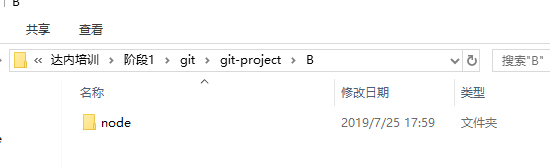 B
共享 查看
« 达内培训 › 阶段1 › git › git-project › B 搜索"B"
名称 修改日期 类型
node 2019/7/25 17:59 文件夹